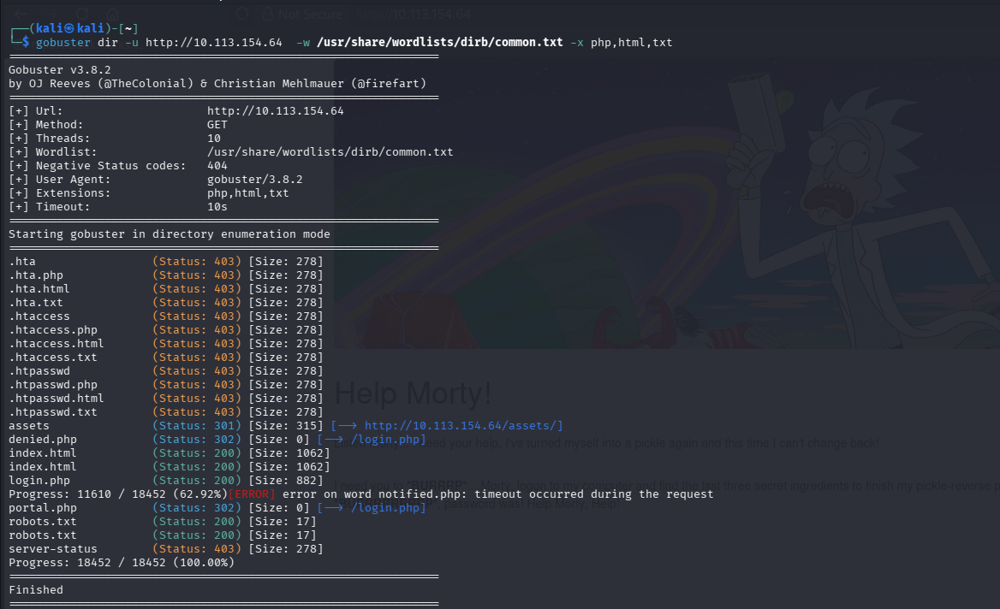 Not Secure http://10.113.154.64
┌──(kali㉿kali)-[~]
└─$ gobuster dir -u http://10.113.154.64  -w /usr/share/wordlists/dirb/common.txt -x php,html,txt
===============================================================
Gobuster v3.8.2
by OJ Reeves (@TheColonial) & Christian Mehlmauer (@firefart)
===============================================================
[+] Url:                     http://10.113.154.64
[+] Method:                  GET
[+] Threads:                 10
[+] Wordlist:                /usr/share/wordlists/dirb/common.txt
[+] Negative Status codes:   404
[+] User Agent:              gobuster/3.8.2
[+] Extensions:              php,html,txt
[+] Timeout:                 10s
===============================================================
Starting gobuster in directory enumeration mode
===============================================================
.hta                 (Status: 403) [Size: 278]
.hta.php             (Status: 403) [Size: 278]
.hta.html            (Status: 403) [Size: 278]
.hta.txt             (Status: 403) [Size: 278]
.htaccess            (Status: 403) [Size: 278]
.htaccess.php        (Status: 403) [Size: 278]
.htaccess.html       (Status: 403) [Size: 278]
.htaccess.txt        (Status: 403) [Size: 278]
.htpasswd            (Status: 403) [Size: 278]
.htpasswd.php        (Status: 403) [Size: 278]
.htpasswd.html       (Status: 403) [Size: 278]
.htpasswd.txt        (Status: 403) [Size: 278]
assets               (Status: 301) [Size: 315] [--> http://10.113.154.64/assets/]
denied.php           (Status: 302) [Size: 0] [--> /login.php]
index.html           (Status: 200) [Size: 1062]
index.html           (Status: 200) [Size: 1062]
login.php            (Status: 200) [Size: 882]
Progress: 11610 / 18452 (62.92%)[ERROR] error on word notified.php: timeout occurred during the request
portal.php           (Status: 302) [Size: 0] [--> /login.php]
robots.txt           (Status: 200) [Size: 17]
robots.txt           (Status: 200) [Size: 17]
server-status        (Status: 403) [Size: 278]
Progress: 18452 / 18452 (100.00%)
===============================================================
Finished
===============================================================
Help Morty!
need your help, I've turned myself into a pickle again and this time I can't change back!
I need you to *BURRRP*....Morty, logon to my computer and find the last three secret ingredients to finish my pickle-reverse
password was! Help Morty, Help!